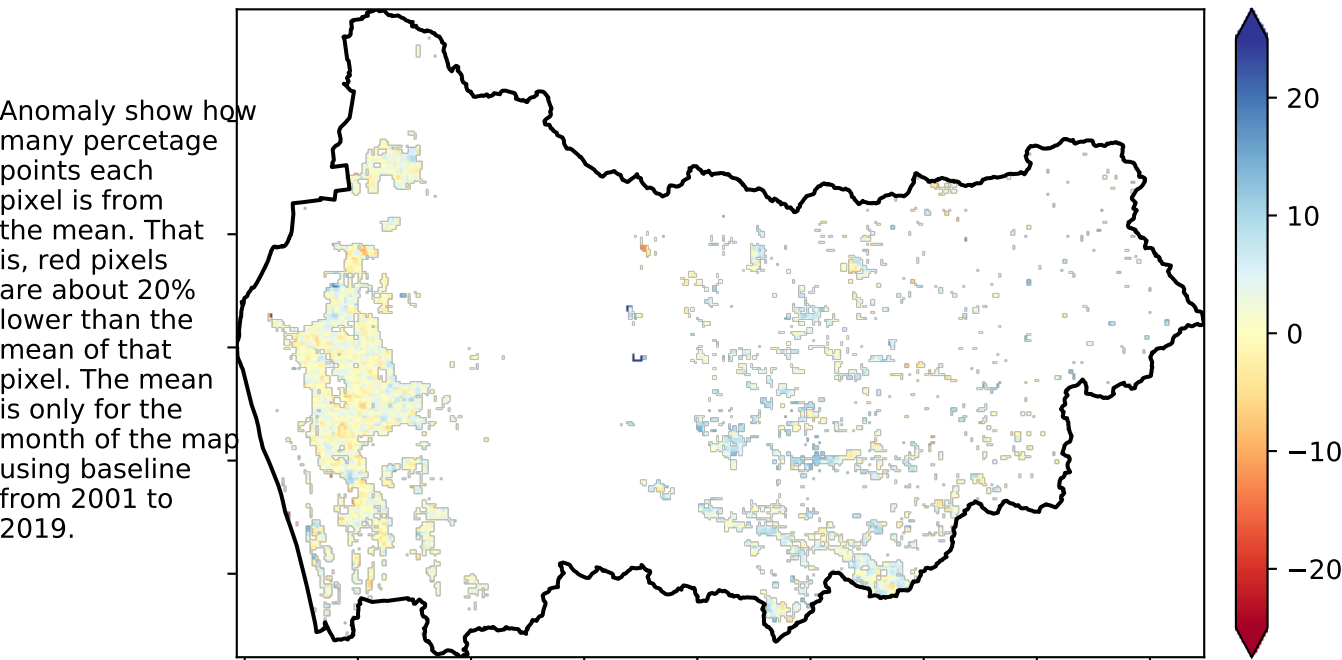 Anomaly show how
many percetage
points each
pixel is from
the mean. That
is, red pixels
are about 20%
lower than the
mean of that
pixel. The mean
is only for the
month of the map
using baseline
from 2001 to
2019.
20
10
0
−10
−20